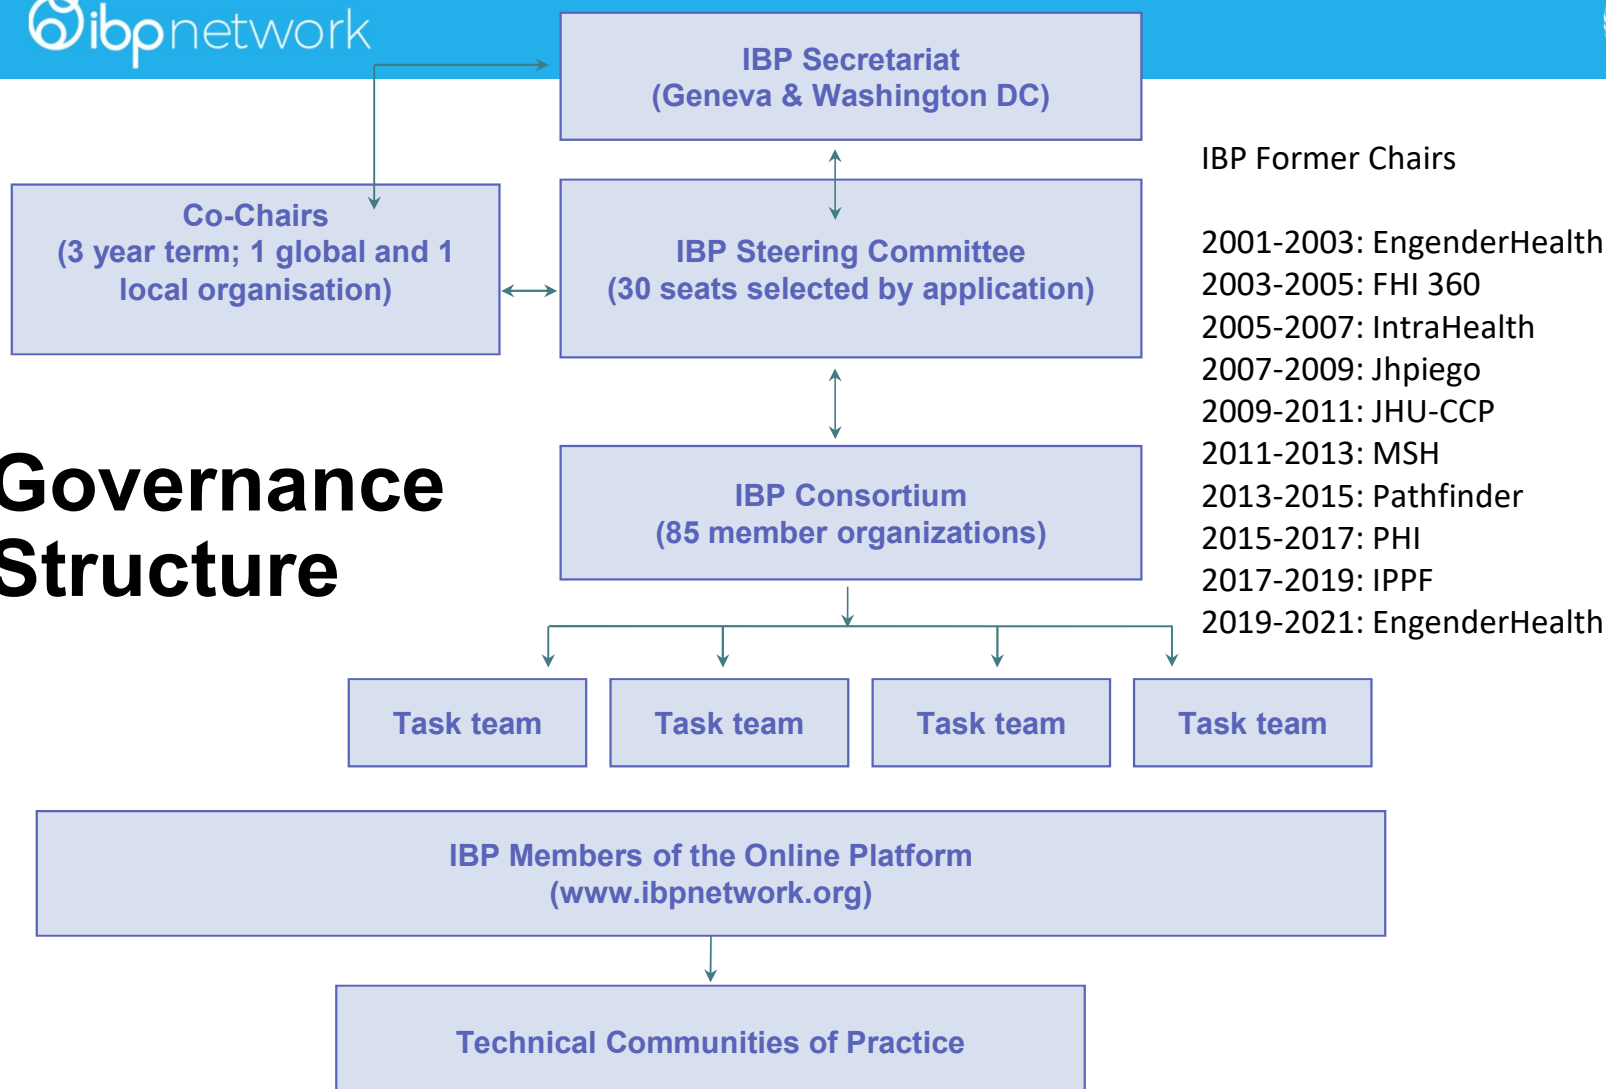 ibpnetwork
IBP Secretariat
(Geneva & Washington DC)
Co-Chairs
(3 year term; 1 global and 1
local organisation)
IBP Steering Committee
(30 seats selected by application)
IBP Consortium
(85 member organizations)
Governance
Structure
IBP Former Chairs
2001-2003: EngenderHealth
2003-2005: FHI 360
2005-2007: IntraHealth
2007-2009: Jhpiego
2009-2011: JHU-CCP
2011-2013: MSH
2013-2015: Pathfinder
2015-2017: PHI
2017-2019: IPPF
2019-2021: EngenderHealth
Task team
Task team
Task team
Task team
IBP Members of the Online Platform
(www.ibpnetwork.org)
Technical Communities of Practice